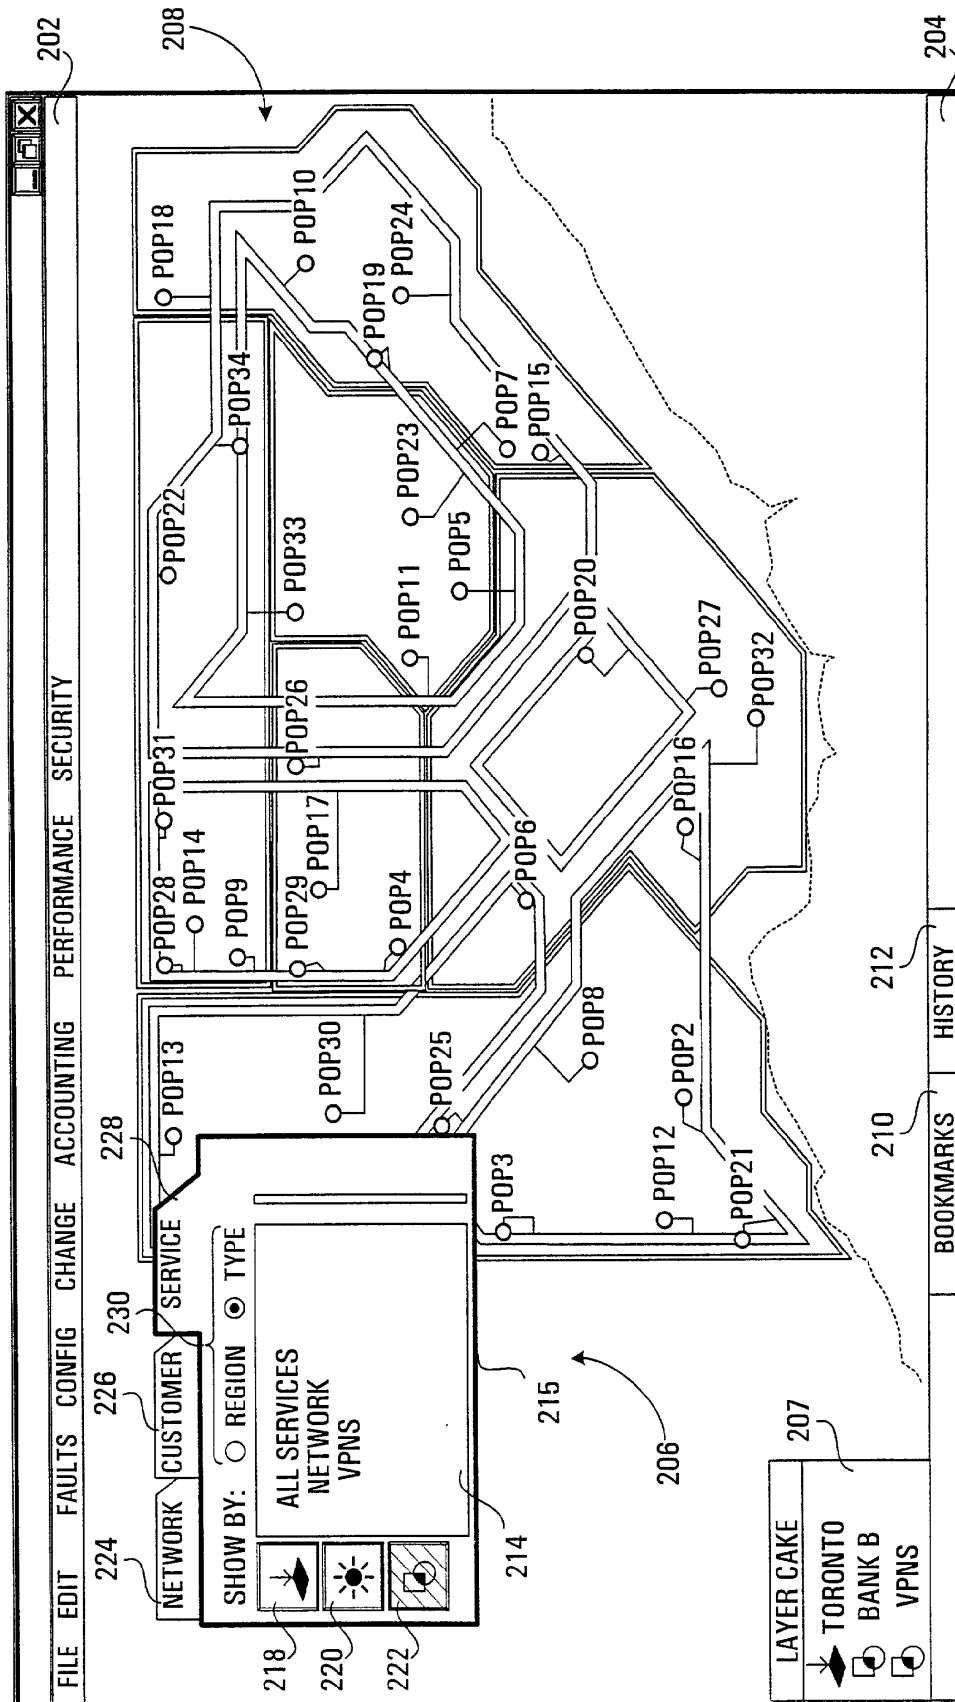 202
FILE EDIT FAULTS CONFIG CHANGE ACCOUNTING PERFORMANCE SECURITY
208
224
226
230
228
NETWORK
CUSTOMER
SERVICE
SHOW BY:
REGION
TYPE
ALL SERVICES
NETWORK
VPNS
218
220
222
214
215
206
POP13
POP28
POP31
POP22
POP18
POP14
POP9
POP34
POP29
POP26
POP33
POP10
POP17
POP30
POP4
POP11
POP23
POP19
POP24
POP25
POP5
POP3
POP6
POP7
POP15
POP8
POP20
POP12
POP2
POP16
POP27
POP21
POP32
207
LAYER CAKE
TORONTO
BANK B
VPNS
210
212
BOOKMARKS
HISTORY
204